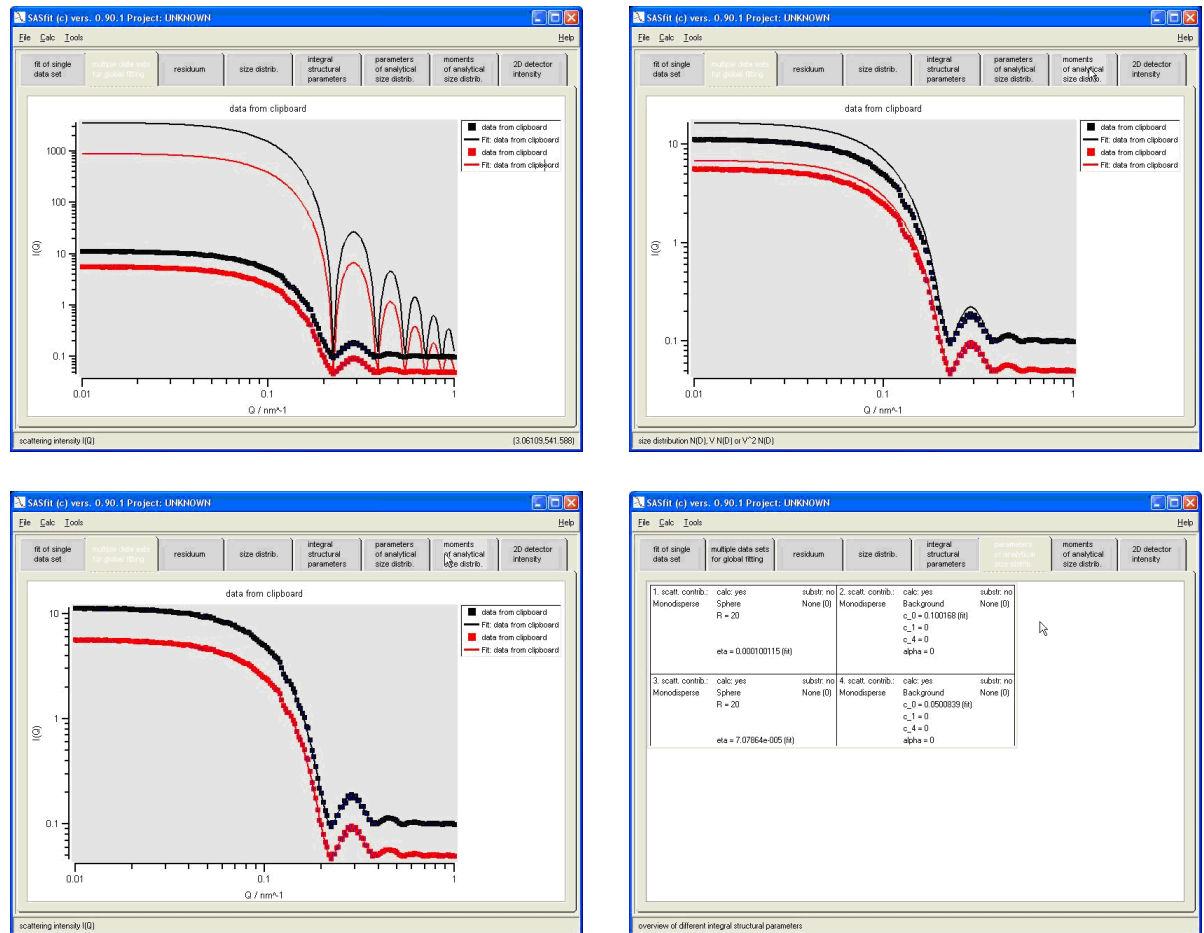 SASfit (c) vers. 0.90.1 Project: UNKNOWN
File Calc Tools Help
fit of single data set
multiple data sets for global fitting
residuum
size distrib.
integral structural parameters
parameters of analytical size distrib.
moments of analytical size distrib.
2D detector intensity
data from clipboard
data from clipboard
Fit: data from clipboard
data from clipboard
Fit: data from clipboard
1000
100
10
1
0.1
I(Q)
0.01 0.1 1
Q / nm^-1
scattering intensity I(Q) (3.06109,541.588)
SASfit (c) vers. 0.90.1 Project: UNKNOWN
File Calc Tools Help
fit of single data set
multiple data sets for global fitting
residuum
size distrib.
integral structural parameters
parameters of analytical size distrib.
moments of analytical size distrib.
2D detector intensity
data from clipboard
data from clipboard
Fit: data from clipboard
data from clipboard
Fit: data from clipboard
10
1
0.1
I(Q)
0.01 0.1 1
Q / nm^-1
size distribution N(D), V N(D) or V^2 N(D)
SASfit (c) vers. 0.90.1 Project: UNKNOWN
File Calc Tools Help
fit of single data set
multiple data sets for global fitting
residuum
size distrib.
integral structural parameters
parameters of analytical size distrib.
moments of analytical size distrib.
2D detector intensity
data from clipboard
data from clipboard
Fit: data from clipboard
data from clipboard
Fit: data from clipboard
10
1
0.1
I(Q)
0.01 0.1 1
Q / nm^-1
scattering intensity I(Q)
SASfit (c) vers. 0.90.1 Project: UNKNOWN
File Calc Tools Help
fit of single data set
multiple data sets for global fitting
residuum
size distrib.
integral structural parameters
parameters of analytical size distrib.
moments of analytical size distrib.
2D detector intensity
1. scatt. contrib.: calc: yes substr: no
Monodisperse Sphere None (0)
R = 20
eta = 0.000100115 (fit)
2. scatt. contrib.: calc: yes substr: no
Monodisperse Background None (0)
c_0 = 0.100168 (fit)
c_1 = 0
c_4 = 0
alpha = 0
3. scatt. contrib.: calc: yes substr: no
Monodisperse Sphere None (0)
R = 20
eta = 7.07864e-005 (fit)
4. scatt. contrib.: calc: yes substr: no
Monodisperse Background None (0)
c_0 = 0.0500839 (fit)
c_1 = 0
c_4 = 0
alpha = 0
overview of different integral structural parameters